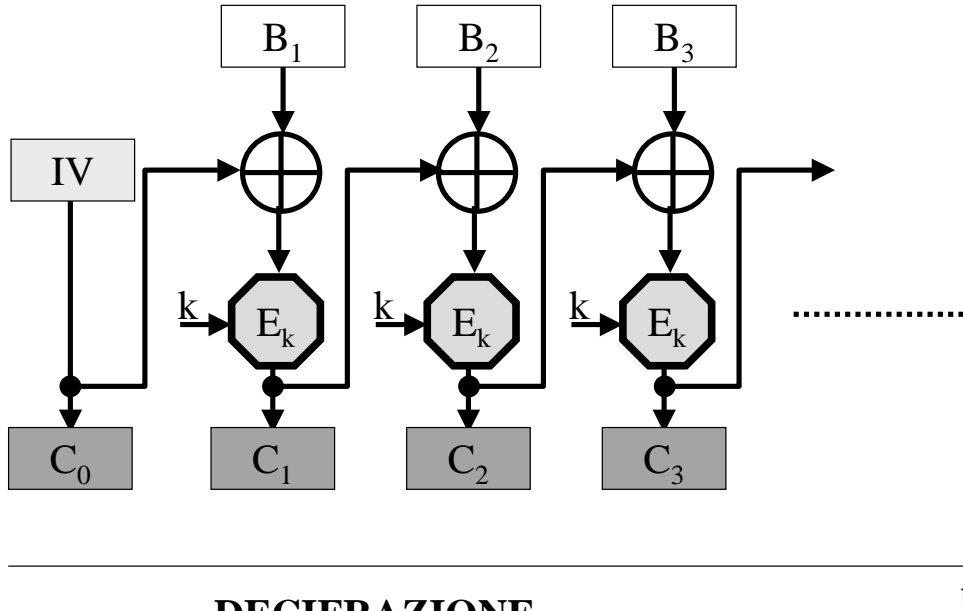 B1 B2 B3
IV
k Ek k Ek k Ek
C0 C1 C2 C3
DECIFRAZIONE